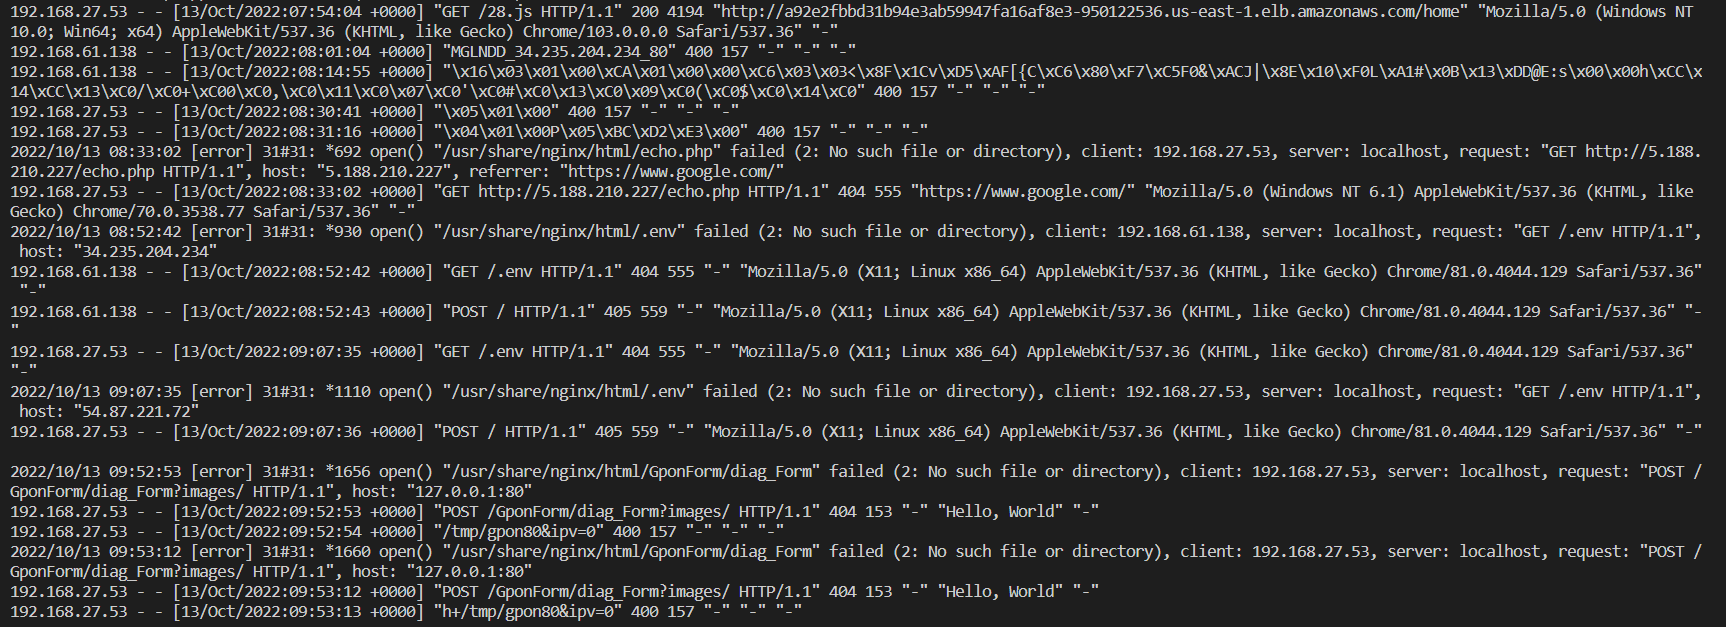 192.168.27.53 - - [13/Oct/2022:07:54:04 +0000] "GET /28.js HTTP/1.1" 200 4194 "http://a92e2fbbd31b94e3ab59947fa16af8e3-950122536.us-east-1.elb.amazonaws.com/home" "Mozilla/5.0 (Windows NT
10.0; Win64; x64) AppleWebKit/537.36 (KHTML, like Gecko) Chrome/103.0.0.0 Safari/537.36" "-"
192.168.61.138 - - [13/Oct/2022:08:01:04 +0000] "MGLNDD_34.235.204.234_80" 400 157 "-" "-" "-"
192.168.61.138 - - [13/Oct/2022:08:14:55 +0000] "\x16\x03\x01\x00\xCA\x01\x00\x00\xC6\x03\x03<\x8F\x1Cv\xD5\xAF[{C\xC6\x80\xF7\xC5F0&\xACJ|\x8E\x10\xF0L\xA1#\x0B\x13\xDD@E:s\x00\x00h\xCC\x
14\xCC\x13\xC0/\xC0+\xC00\xC0,\xC0\x11\xC0\x07\xC0'\xC0#\xC0\x13\xC0\x09\xC0(\xC0$\xC0\x14\xC0" 400 157 "-" "-" "-"
192.168.27.53 - - [13/Oct/2022:08:30:41 +0000] "\x05\x01\x00" 400 157 "-" "-" "-"
192.168.27.53 - - [13/Oct/2022:08:31:16 +0000] "\x04\x01\x00P\x05\xBC\xD2\xE3\x00" 400 157 "-" "-" "-"
2022/10/13 08:33:02 [error] 31#31: *692 open() "/usr/share/nginx/html/echo.php" failed (2: No such file or directory), client: 192.168.27.53, server: localhost, request: "GET http://5.188.
210.227/echo.php HTTP/1.1", host: "5.188.210.227", referrer: "https://www.google.com/"
192.168.27.53 - - [13/Oct/2022:08:33:02 +0000] "GET http://5.188.210.227/echo.php HTTP/1.1" 404 555 "https://www.google.com/" "Mozilla/5.0 (Windows NT 6.1) AppleWebKit/537.36 (KHTML, like
Gecko) Chrome/70.0.3538.77 Safari/537.36" "-"
2022/10/13 08:52:42 [error] 31#31: *930 open() "/usr/share/nginx/html/.env" failed (2: No such file or directory), client: 192.168.61.138, server: localhost, request: "GET /.env HTTP/1.1",
host: "34.235.204.234"
192.168.61.138 - - [13/Oct/2022:08:52:42 +0000] "GET /.env HTTP/1.1" 404 555 "-" "Mozilla/5.0 (X11; Linux x86_64) AppleWebKit/537.36 (KHTML, like Gecko) Chrome/81.0.4044.129 Safari/537.36"
"-"
192.168.61.138 - - [13/Oct/2022:08:52:43 +0000] "POST / HTTP/1.1" 405 559 "-" "Mozilla/5.0 (X11; Linux x86_64) AppleWebKit/537.36 (KHTML, like Gecko) Chrome/81.0.4044.129 Safari/537.36" "-
"
192.168.27.53 - - [13/Oct/2022:09:07:35 +0000] "GET /.env HTTP/1.1" 404 555 "-" "Mozilla/5.0 (X11; Linux x86_64) AppleWebKit/537.36 (KHTML, like Gecko) Chrome/81.0.4044.129 Safari/537.36"
"-"
2022/10/13 09:07:35 [error] 31#31: *1110 open() "/usr/share/nginx/html/.env" failed (2: No such file or directory), client: 192.168.27.53, server: localhost, request: "GET /.env HTTP/1.1",
host: "54.87.221.72"
192.168.27.53 - - [13/Oct/2022:09:07:36 +0000] "POST / HTTP/1.1" 405 559 "-" "Mozilla/5.0 (X11; Linux x86_64) AppleWebKit/537.36 (KHTML, like Gecko) Chrome/81.0.4044.129 Safari/537.36" "-"
2022/10/13 09:52:53 [error] 31#31: *1656 open() "/usr/share/nginx/html/GponForm/diag_Form" failed (2: No such file or directory), client: 192.168.27.53, server: localhost, request: "POST /
GponForm/diag_Form?images/ HTTP/1.1", host: "127.0.0.1:80"
192.168.27.53 - - [13/Oct/2022:09:52:53 +0000] "POST /GponForm/diag_Form?images/ HTTP/1.1" 404 153 "-" "Hello, World" "-"
192.168.27.53 - - [13/Oct/2022:09:52:54 +0000] "/tmp/gpon80&ipv=0" 400 157 "-" "-" "-"
2022/10/13 09:53:12 [error] 31#31: *1660 open() "/usr/share/nginx/html/GponForm/diag_Form" failed (2: No such file or directory), client: 192.168.27.53, server: localhost, request: "POST /
GponForm/diag_Form?images/ HTTP/1.1", host: "127.0.0.1:80"
192.168.27.53 - - [13/Oct/2022:09:53:12 +0000] "POST /GponForm/diag_Form?images/ HTTP/1.1" 404 153 "-" "Hello, World" "-"
192.168.27.53 - - [13/Oct/2022:09:53:13 +0000] "h+/tmp/gpon80&ipv=0" 400 157 "-" "-" "-"